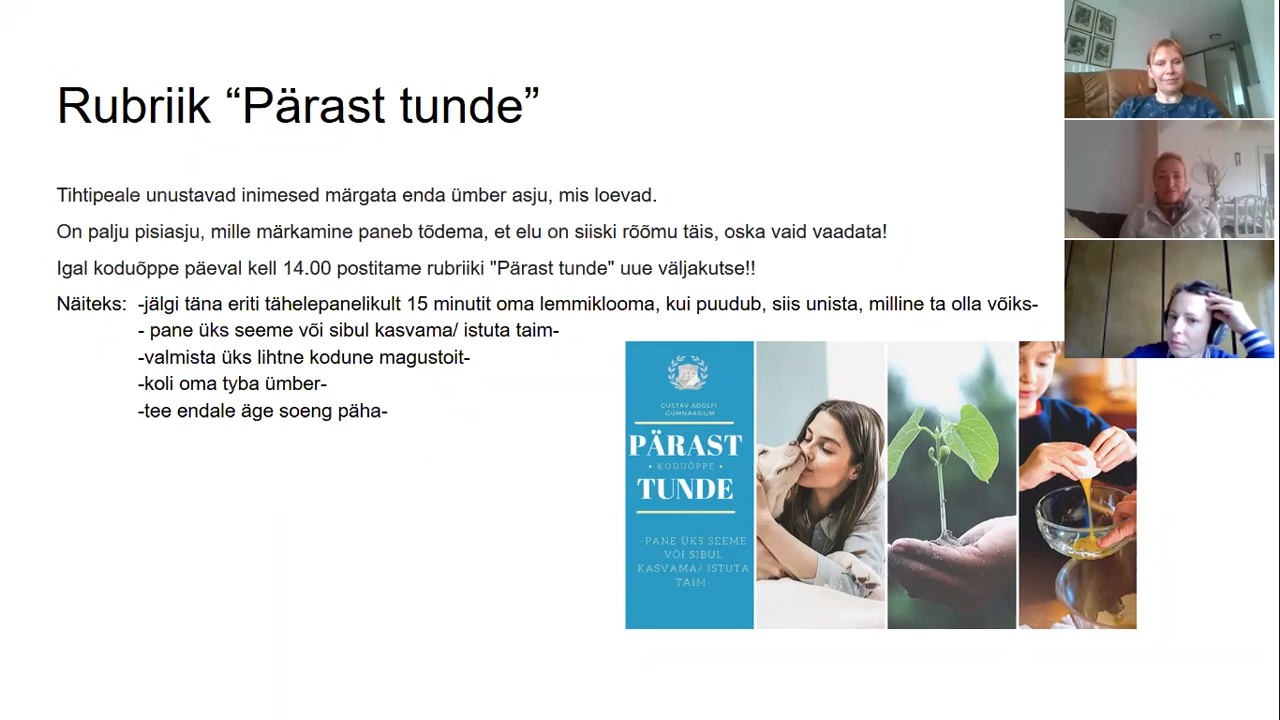 Rubriik “Pärast tunde”
Tihtipeale unustavad inimesed märgata enda ümber asju, mis loevad.
On palju pisiasju, mille märkamine paneb tõdema, et elu on siiski rõõmu täis, oska vaid vaadata!
Igal koduõppe päeval kell 14.00 postitame rubriiki "Pärast tunde" uue väljakutse!!
Näiteks: -jälgi täna eriti tähelepanelikult 15 minutit oma lemmiklooma, kui puudub, siis unista, milline ta olla võiks-
- pane üks seeme või sibul kasvama/ istuta taim-
-valmista üks lihtne kodune magustoit-
-koli oma tyba ümber-
-tee endale äge soeng päha-
GUSTAV ADOLFI
GÜMNAASIUM
PÄRAST
• KODUÕPPE •
TUNDE
-PANE ÜKS SEEME
VÕI SIBUL
KASVAMA/ ISTUTA
TAIM-